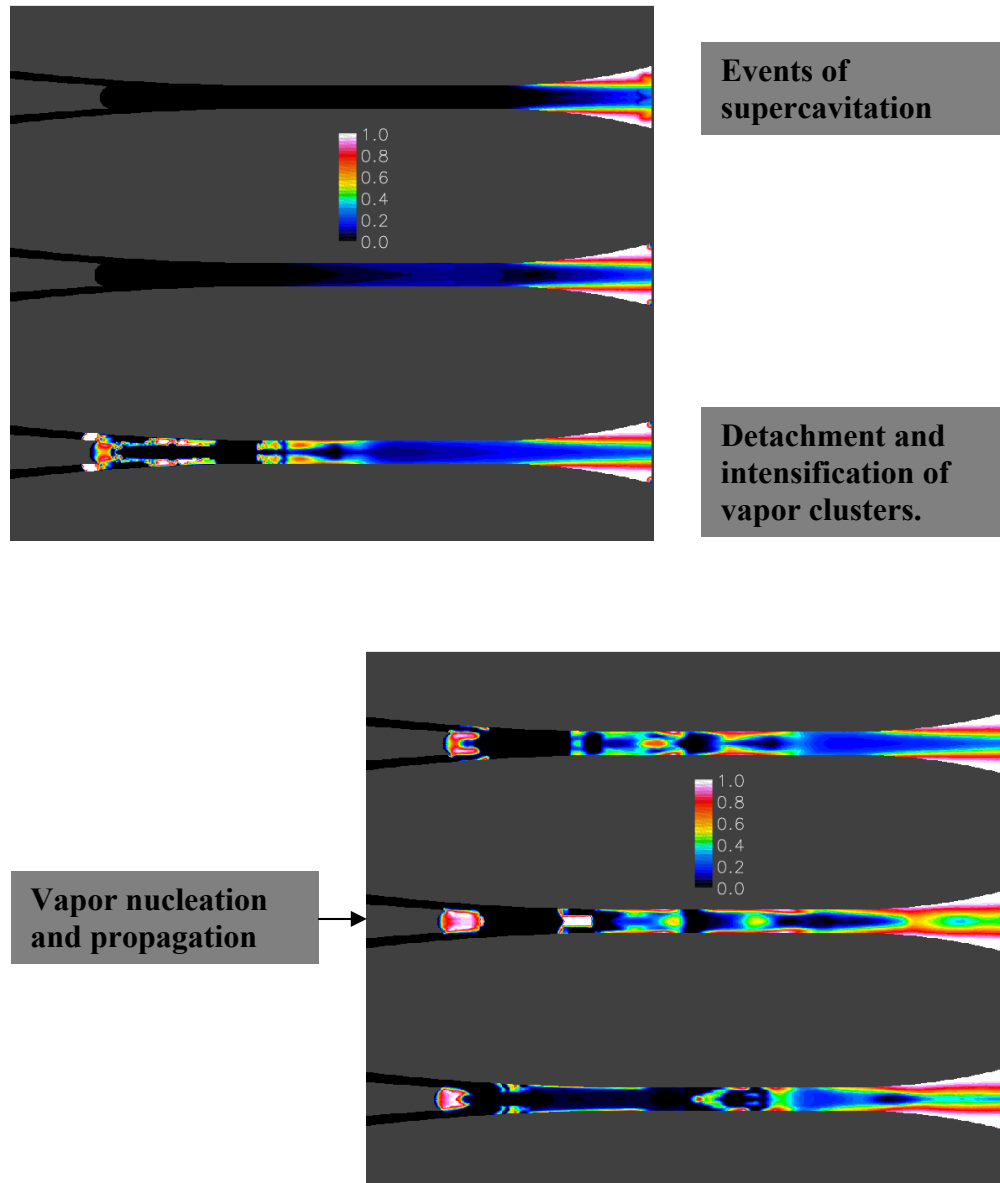 Events of
supercavitation
1.0
0.8
0.6
0.4
0.2
0.0
Detachment and
intensification of
vapor clusters.
1.0
0.8
0.6
0.4
0.2
0.0
Vapor nucleation
and propagation